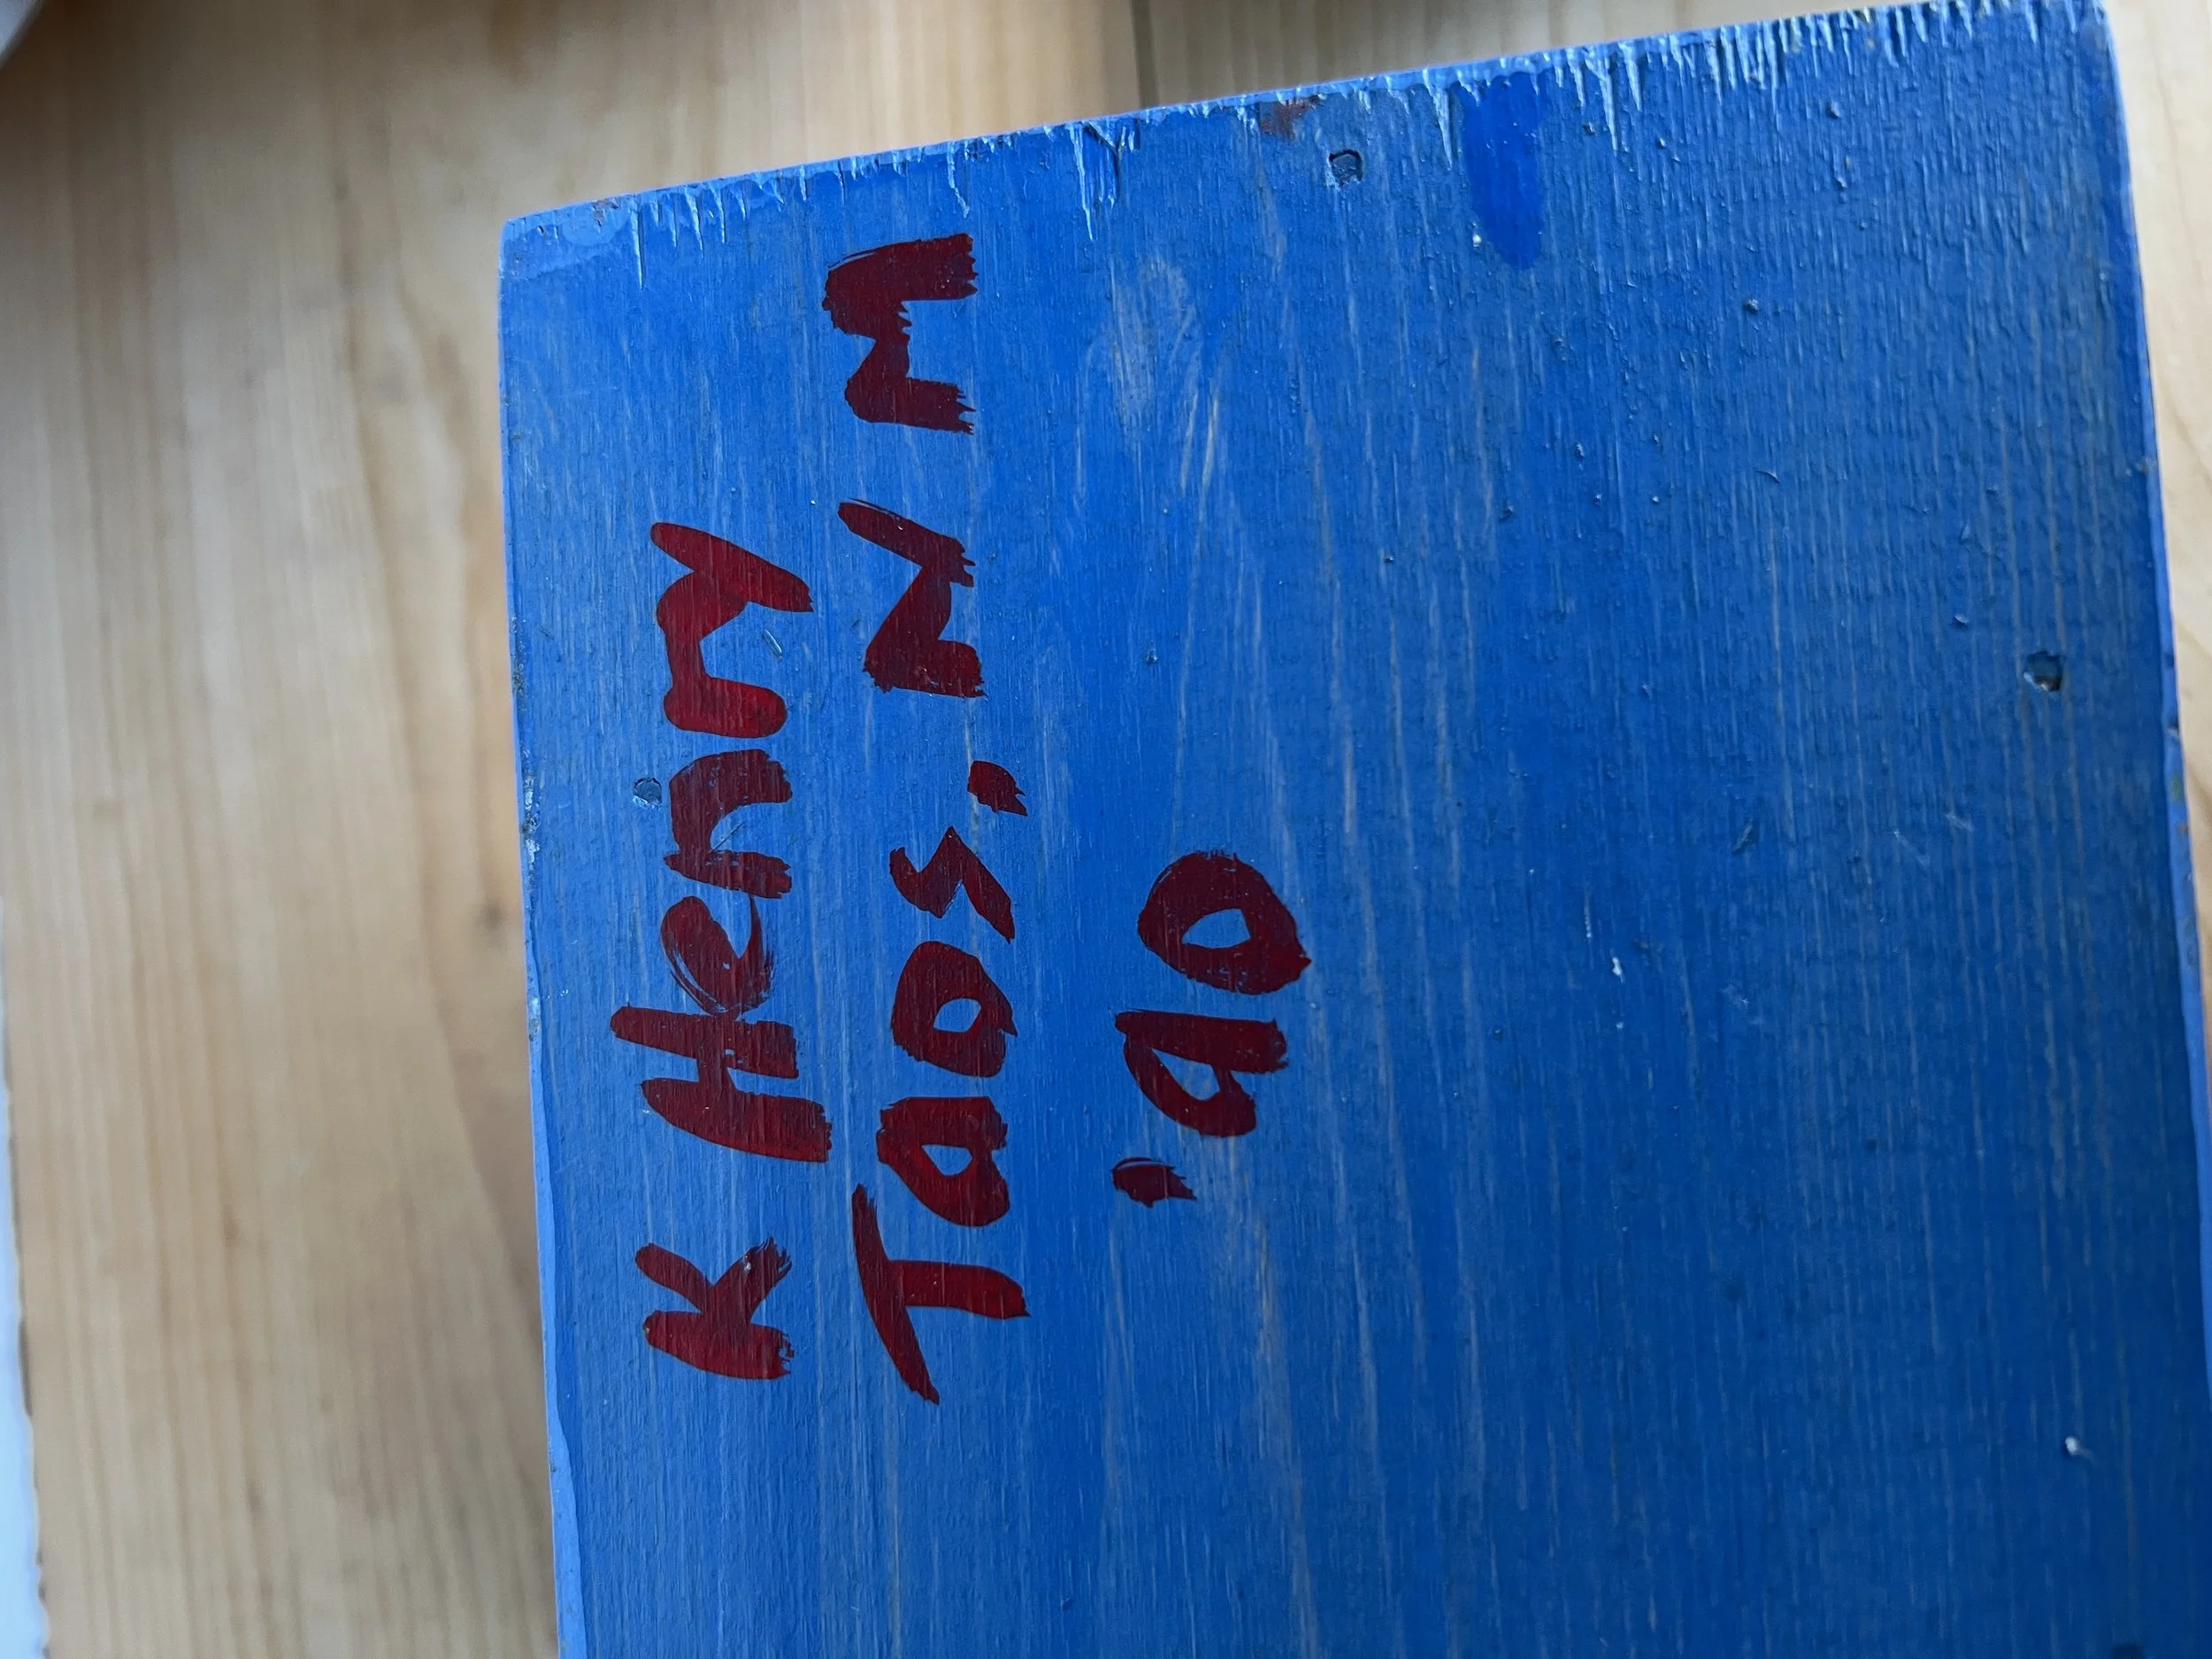 K Henry
Taos, N M
'90